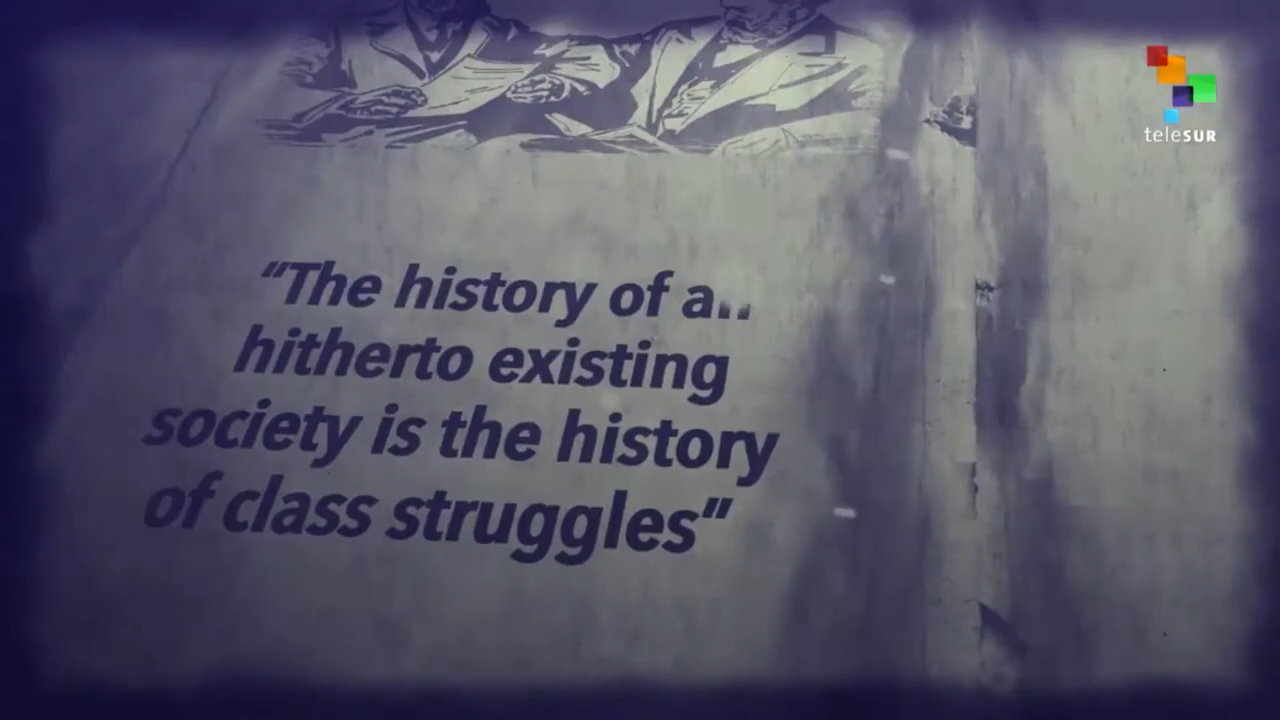 teleSUR
“The history of
hitherto existing
society is the history
of class struggles”